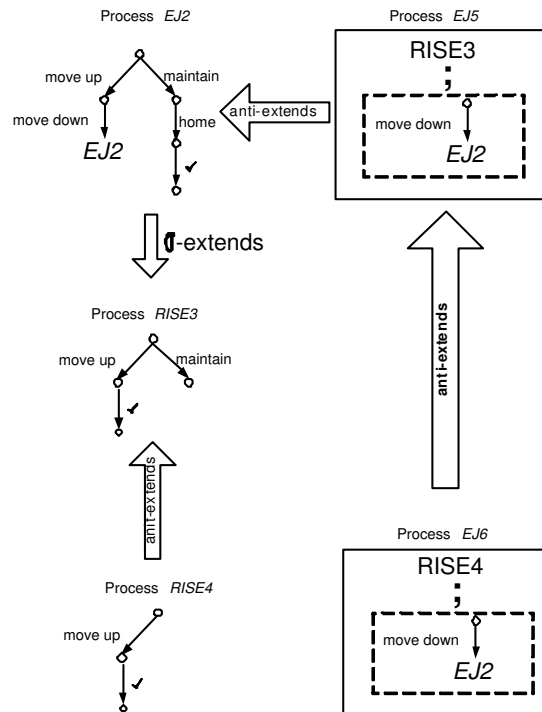 Process EJ2
move up
maintain
move down
home
EJ2
✓
anti-extends
Process EJ5
RISE3
;
move down
EJ2
σ-extends
Process RISE3
move up
maintain
✓
anti-extends
anit-extends
Process RISE4
move up
✓
Process EJ6
RISE4
;
move down
EJ2